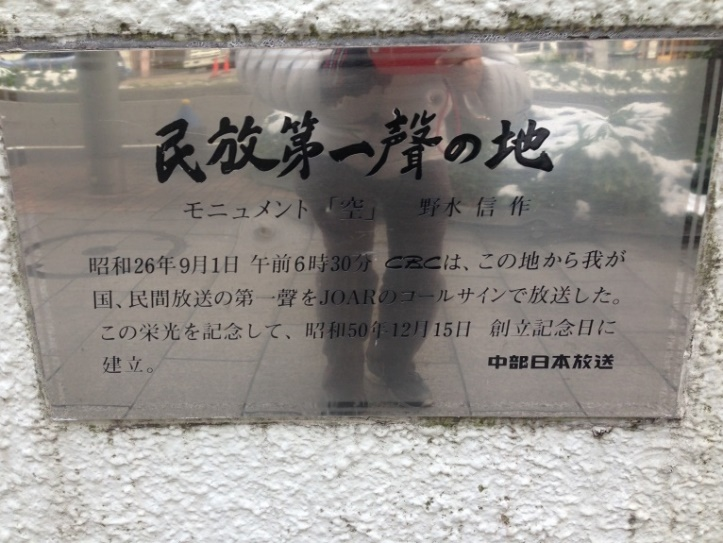 民放第一聲の地
モニュメント「空」　野水 信 作
昭和26年9月1日 午前6時30分 CBCは、この地から我が
国、民間放送の第一聲をJOARのコールサインで放送した。
この栄光を記念して、昭和50年12月15日 創立記念日に
建立。　中部日本放送